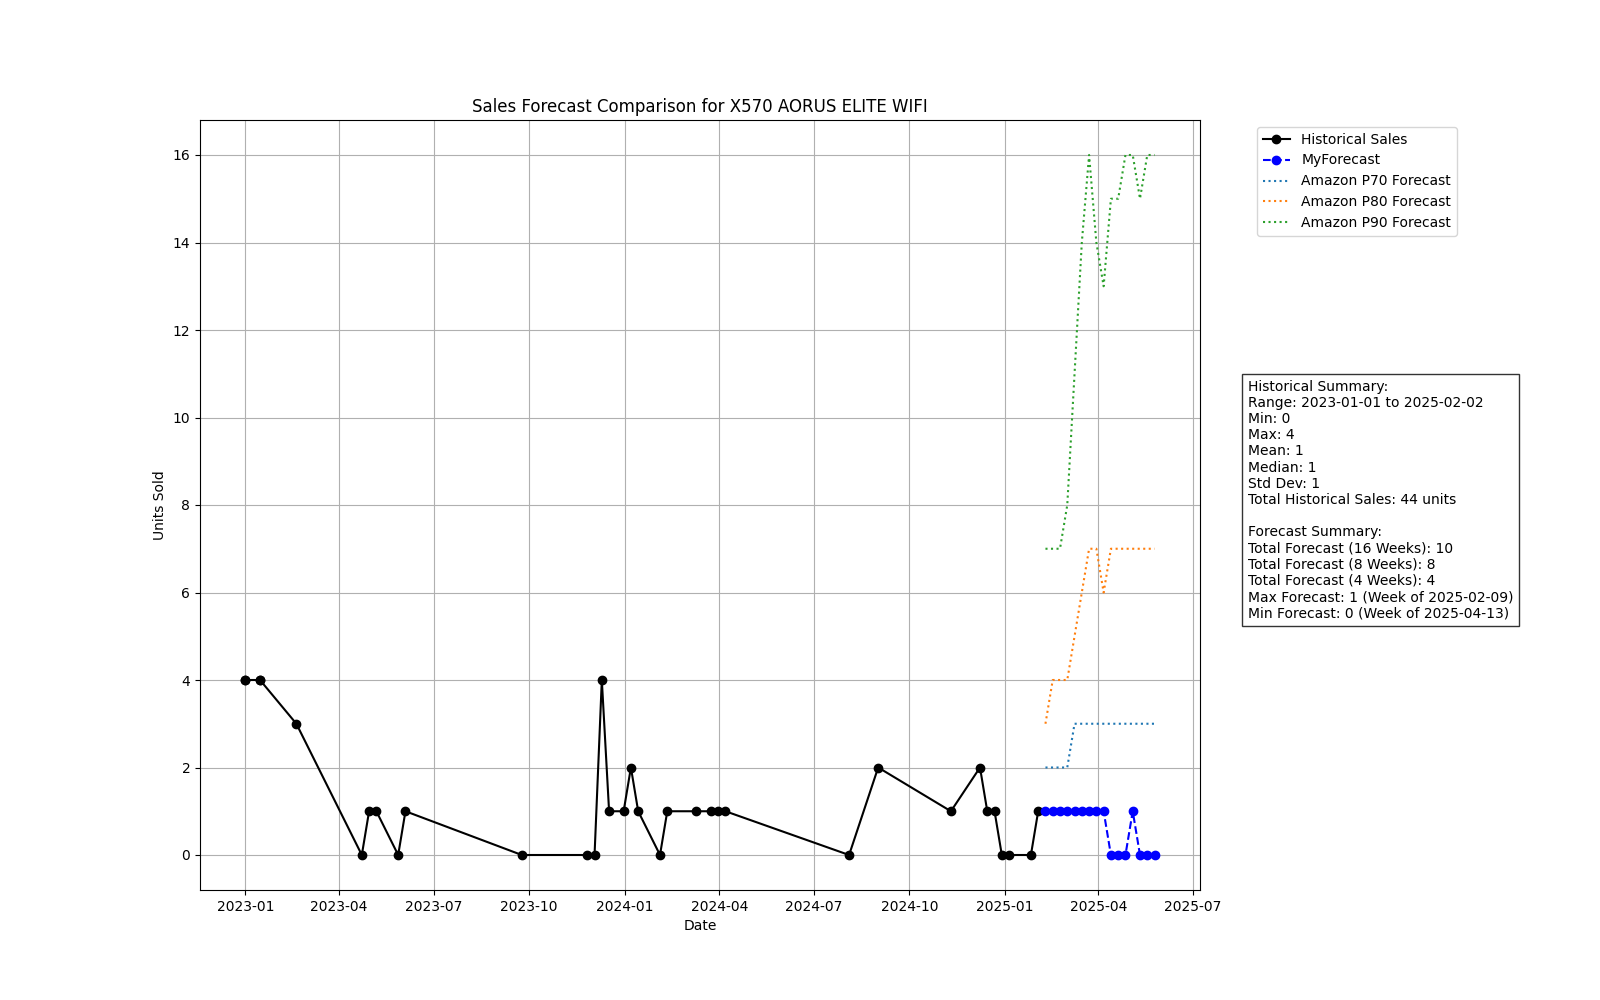 Sales Forecast Comparison for X570 AORUS ELITE WIFI
Units Sold
16
14
12
10
8
6
4
2
0
2023-01
2023-04
2023-07
2023-10
2024-01
2024-04
2024-07
2024-10
2025-01
2025-04
2025-07
Date
Historical Sales
MyForecast
Amazon P70 Forecast
Amazon P80 Forecast
Amazon P90 Forecast
Historical Summary:
Range: 2023-01-01 to 2025-02-02
Min: 0
Max: 4
Mean: 1
Median: 1
Std Dev: 1
Total Historical Sales: 44 units
Forecast Summary:
Total Forecast (16 Weeks): 10
Total Forecast (8 Weeks): 8
Total Forecast (4 Weeks): 4
Max Forecast: 1 (Week of 2025-02-09)
Min Forecast: 0 (Week of 2025-04-13)